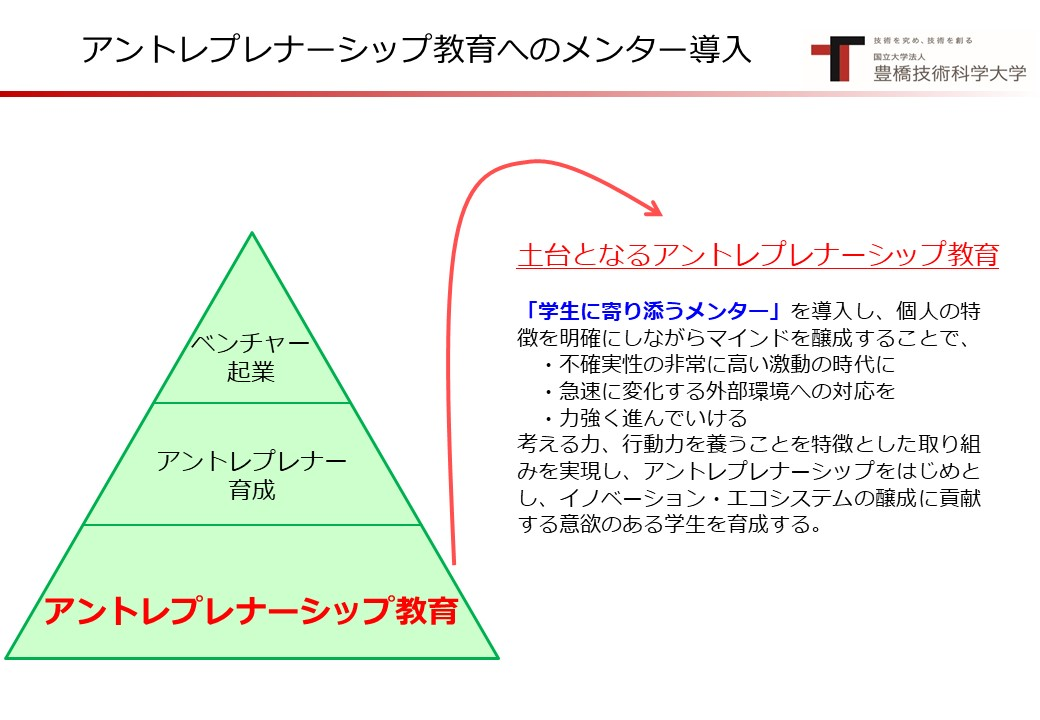 アントレプレナーシップ教育へのメンター導入
技術を究め、技術を創る
国立大学法人
豊橋技術科学大学
ベンチャー
起業
アントレプレナー
育成
アントレプレナーシップ教育
土台となるアントレプレナーシップ教育
「学生に寄り添うメンター」を導入し、個人の特
徴を明確にしながらマインドを醸成することで、
・不確実性の非常に高い激動の時代に
・急速に変化する外部環境への対応を
・力強く進んでいける
考える力、行動力を養うことを特徴とした取り組
みを実現し、アントレプレナーシップをはじめと
し、イノベーション・エコシステムの醸成に貢献
する意欲のある学生を育成する。